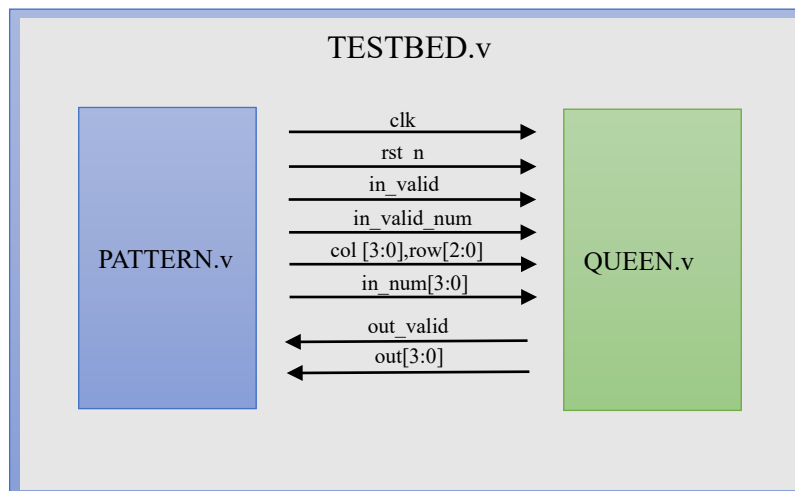 TESTBED.v
PATTERN.v
clk
rst n
in_valid
in_valid_num
col [3:0],row[2:0]
in_num[3:0]
out_valid
out[3:0]
QUEEN.v